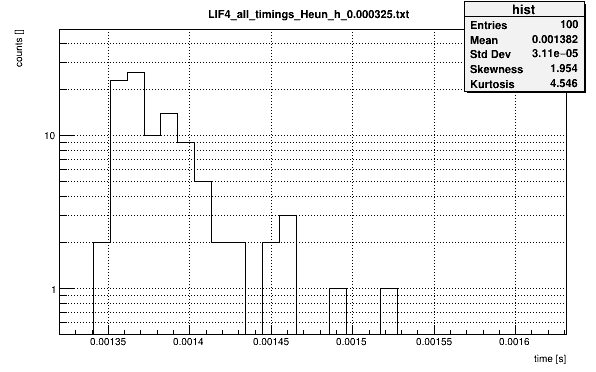 LIF4_all_timings_Heun_h_0.000325.txt
hist
Entries 100
Mean 0.001382
Std Dev 3.11e−05
Skewness 1.954
Kurtosis 4.546
counts []
10
1
0.00135 0.0014 0.00145 0.0015 0.00155 0.0016
time [s]